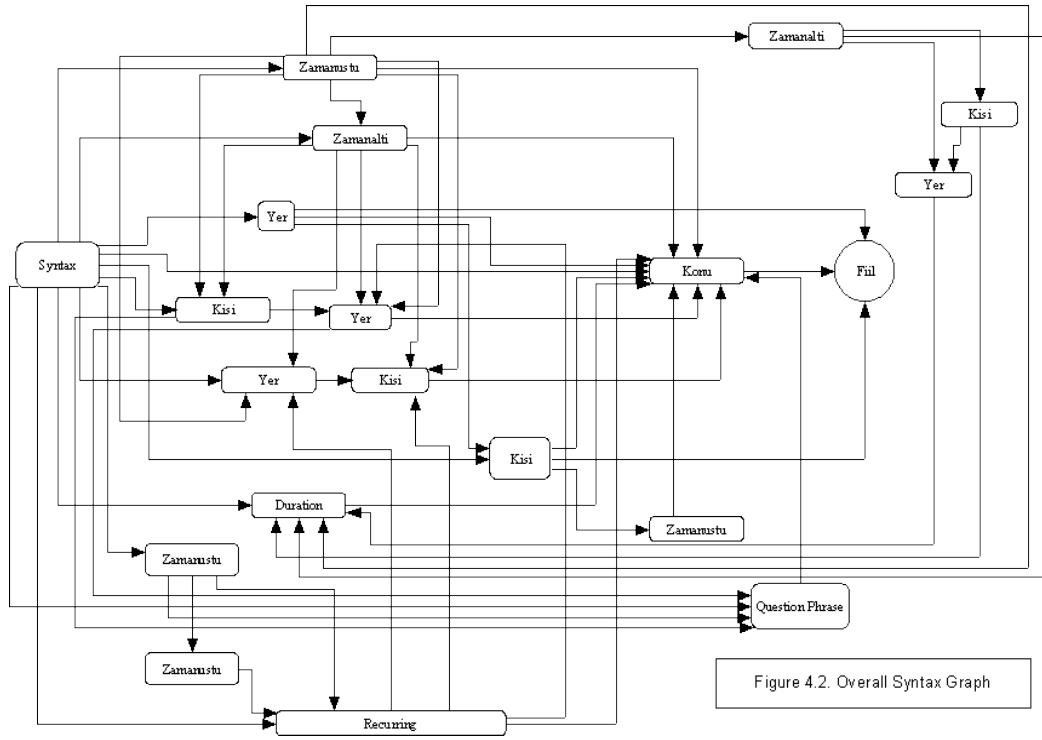 Zamanalti
Zamanustu
Kisi
Zamanalti
Yer
Yer
Syntax
Konu
Fiil
Kisi
Yer
Yer
Kisi
Kisi
Duration
Zamanustu
Zamanustu
Question Phrase
Zamanustu
Figure 4.2. Overall Syntax Graph
Recurring